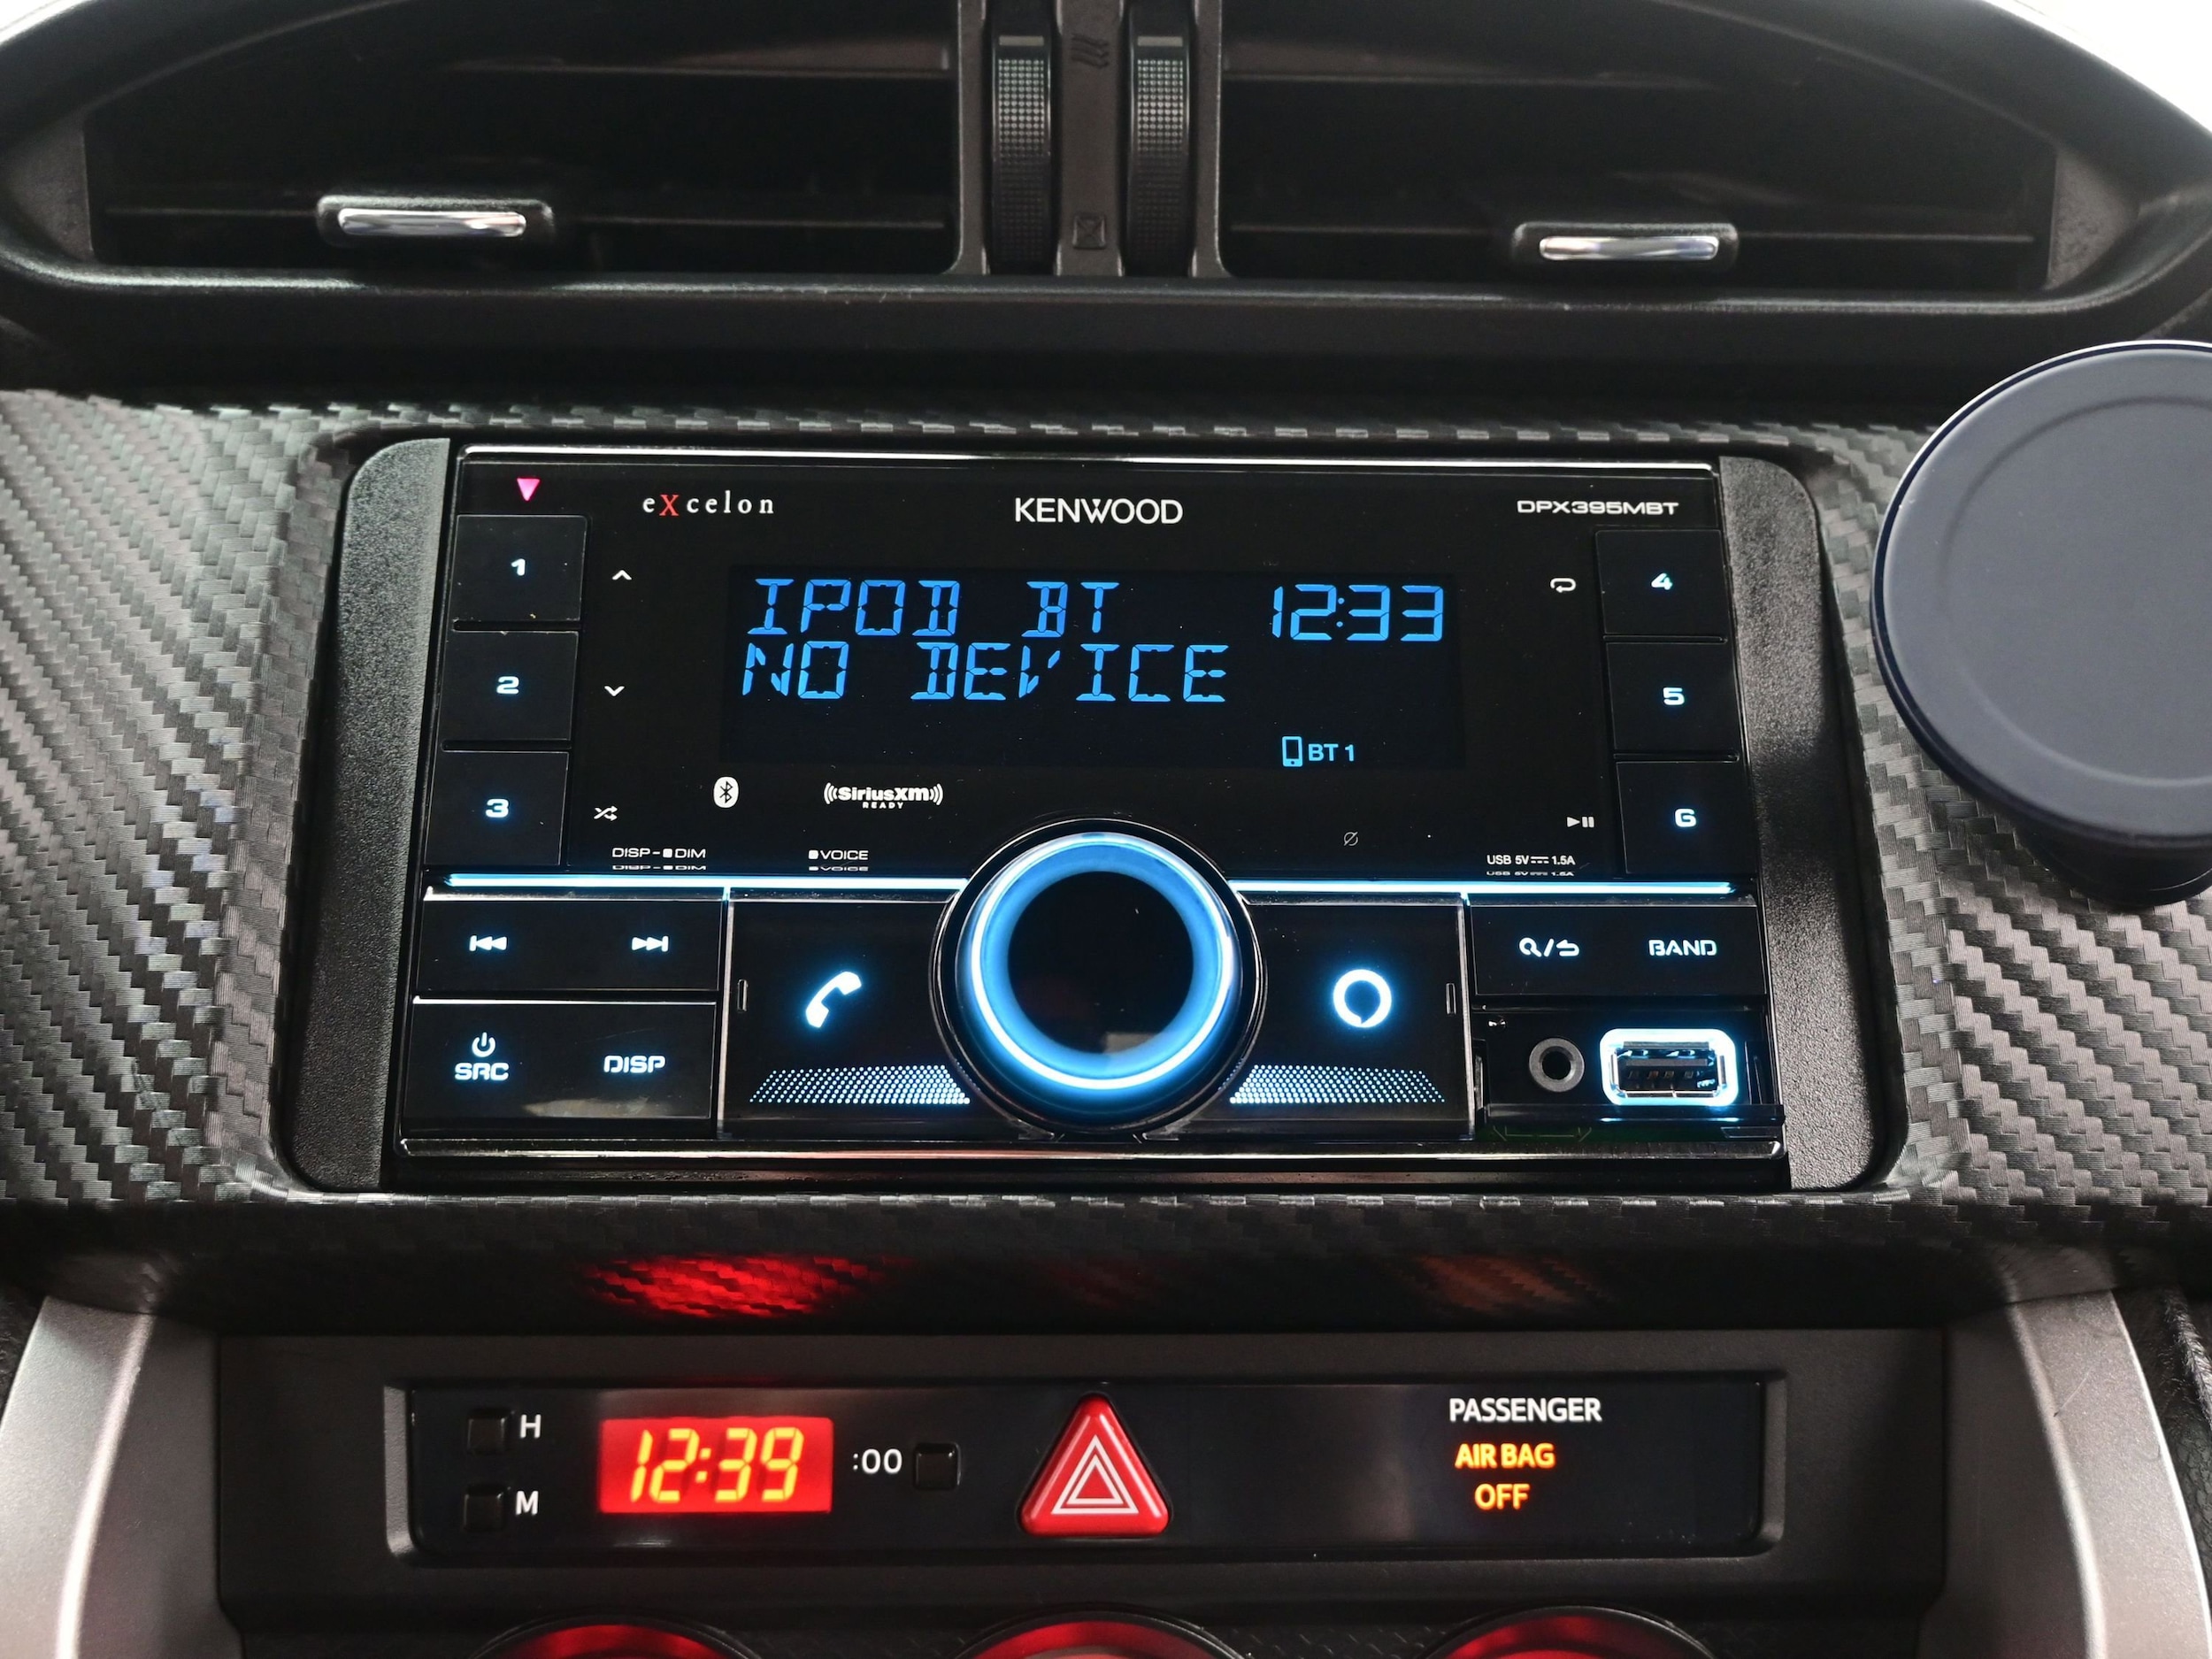 excelon
KENWOOD
DPX395MBT
1
2
3
IPOD BT 12:33
NO DEVICE
BT 1
4
5
6
SiriusXM
READY
DISP-DIM
VOICE
USB 5V 1.5A
BAND
SRC
DISP
H
M
12:39
:00
PASSENGER
AIR BAG
OFF